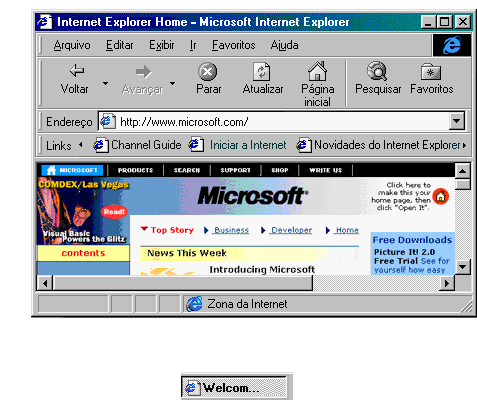 Internet Explorer Home - Microsoft Internet Explorer
Arquivo Editar Exibir Ir Favoritos Ajuda
Voltar Avançar Parar Atualizar Página inicial Pesquisar Favoritos
Endereço http://www.microsoft.com/
Links Channel Guide Iniciar a Internet Novidades do Internet Explorer
MICROSOFT PRODUCTS SEARCH SUPPORT SHOP WRITE US
COMDEX/Las Vegas
Read!
Visual Basic
Powers the Glitz
contents
Microsoft
Click here to
make this your
home page, then
click "Open It".
Top Story Business Developer Home
News This Week
Introducing Microsoft
Free Downloads
Picture It! 2.0
Free Trial See for
yourself how easy
Zona da Internet
Welcom...